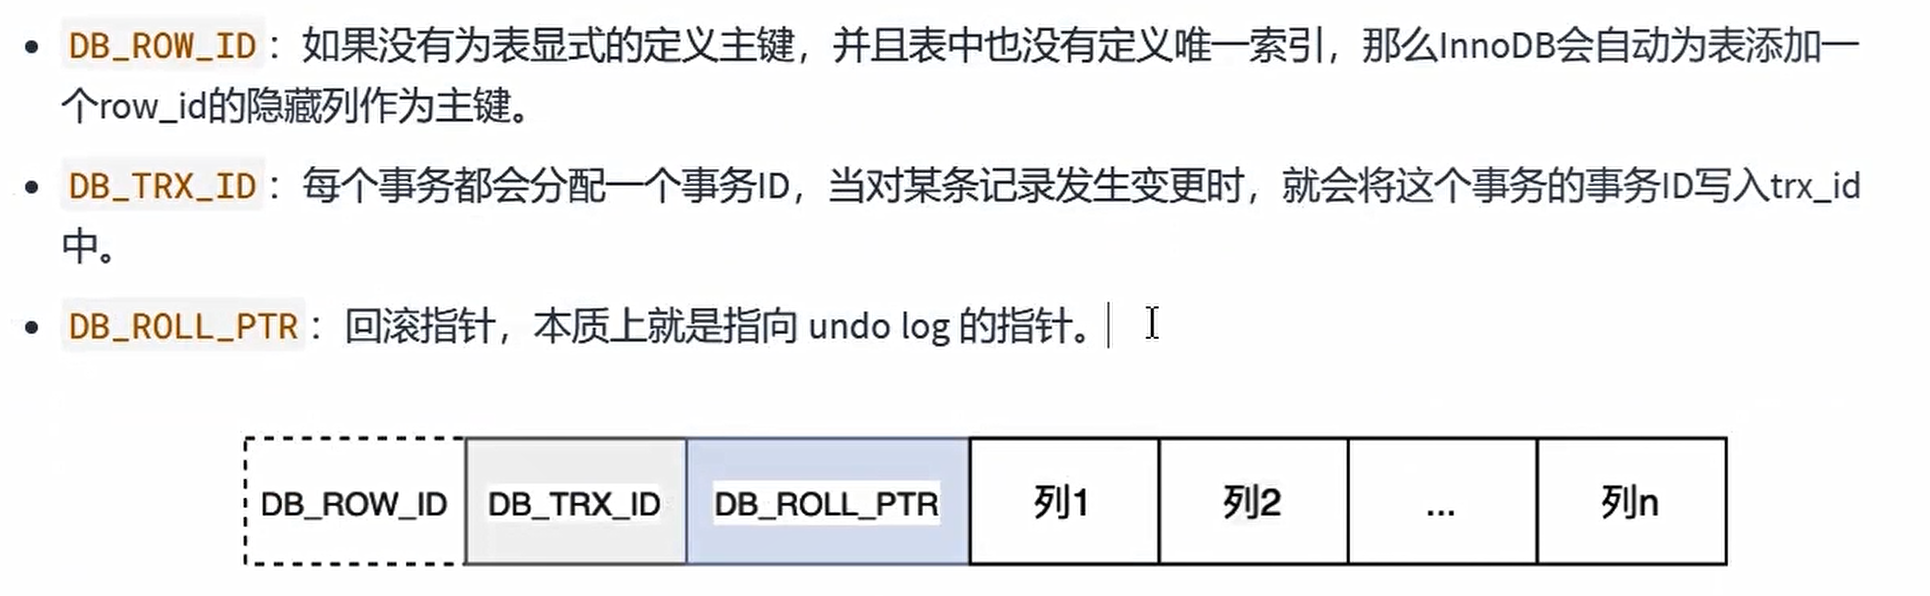 DB_ROW_ID：如果没有为表显式的定义主键，并且表中也没有定义唯一索引，那么InnoDB会自动为表添加一
个row_id的隐藏列作为主键。
DB_TRX_ID：每个事务都会分配一个事务ID，当对某条记录发生变更时，就会将这个事务的事务ID写入trx_id
中。
DB_ROLL_PTR：回滚指针，本质上就是指向 undo log 的指针。
DB_ROW_ID DB_TRX_ID DB_ROLL_PTR 列1 列2 ... 列n